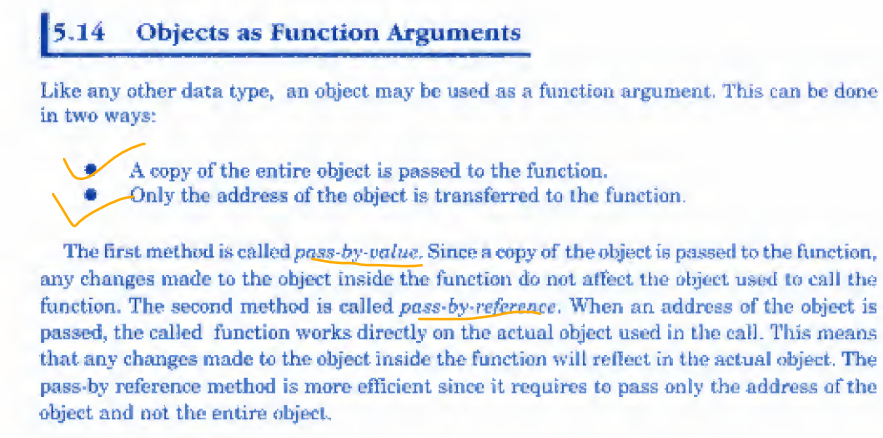 5.14 Objects as Function Arguments
Like any other data type, an object may be used as a function argument. This can be done
in two ways:
● A copy of the entire object is passed to the function.
● Only the address of the object is transferred to the function.
The first method is called pass-by-value. Since a copy of the object is passed to the function,
any changes made to the object inside the function do not affect the object used to call the
function. The second method is called pass-by-reference. When an address of the object is
passed, the called function works directly on the actual object used in the call. This means
that any changes made to the object inside the function will reflect in the actual object. The
pass-by reference method is more efficient since it requires to pass only the address of the
object and not the entire object.